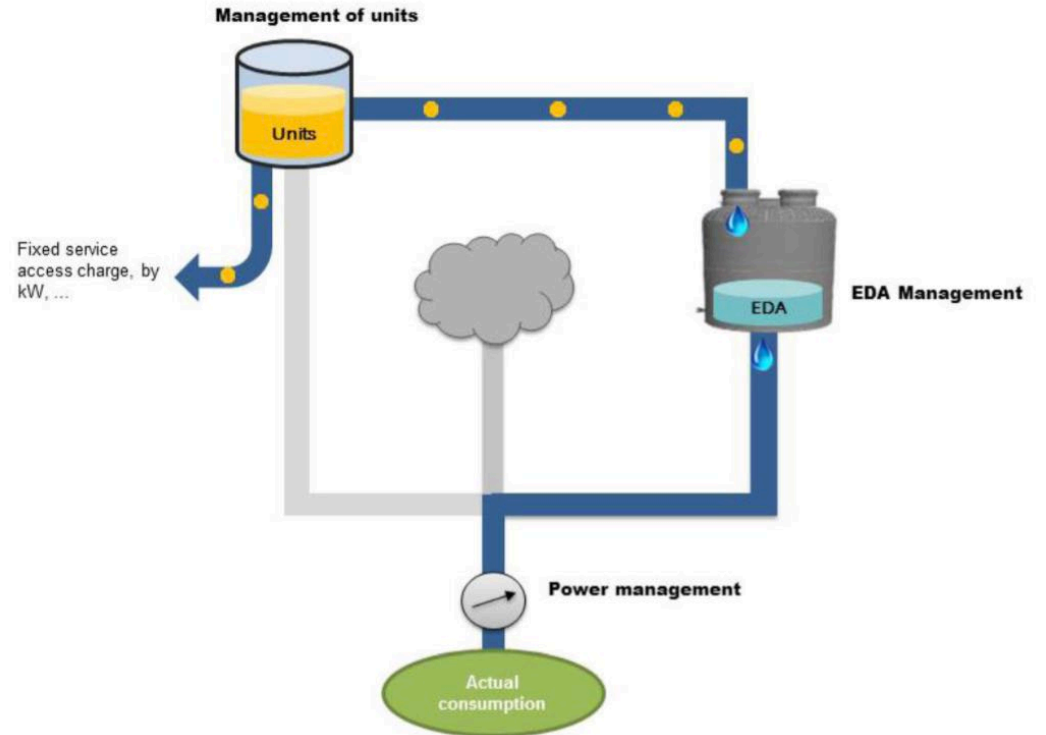 Management of units
Units
Fixed service
access charge, by
kW, ...
EDA
EDA Management
Power management
Actual
consumption